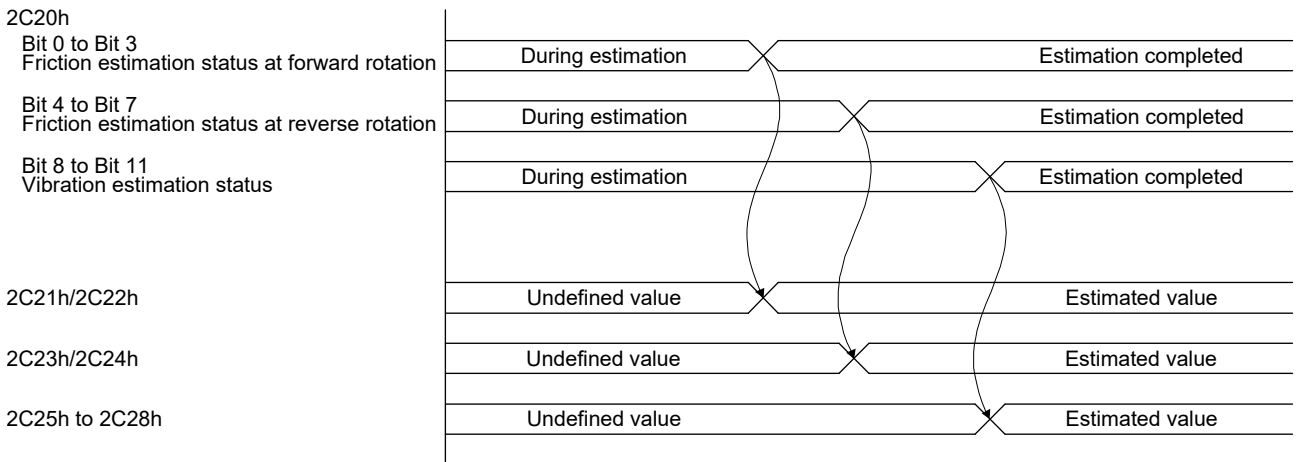 2C20h
Bit 0 to Bit 3
Friction estimation status at forward rotation
During estimation
Estimation completed
Bit 4 to Bit 7
Friction estimation status at reverse rotation
During estimation
Estimation completed
Bit 8 to Bit 11
Vibration estimation status
During estimation
Estimation completed
2C21h/2C22h
Undefined value
Estimated value
2C23h/2C24h
Undefined value
Estimated value
2C25h to 2C28h
Undefined value
Estimated value